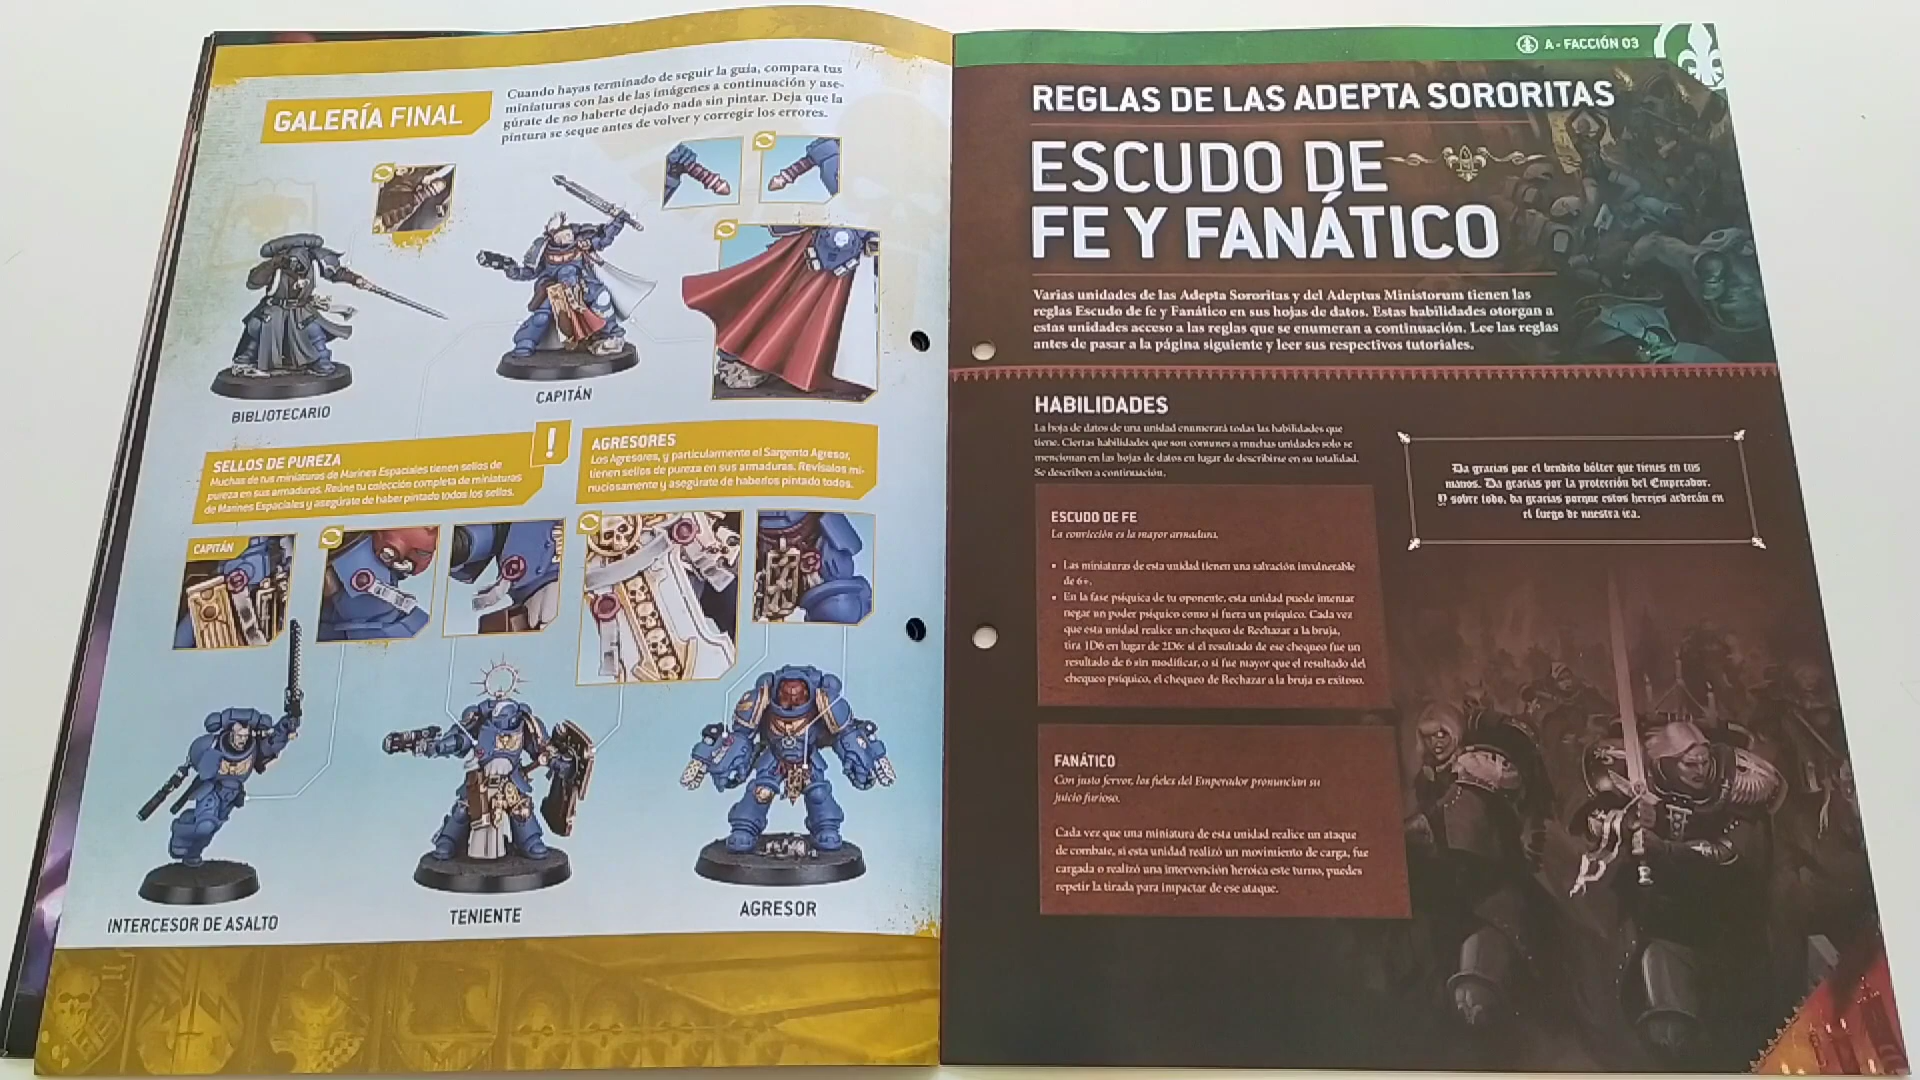 GALERÍA FINAL
Cuando hayas terminado de seguir la guía, compara tus
miniaturas con las de las imágenes a continuación y ase-
gúrate de no haberte dejado nada sin pintar. Deja que la
pintura se seque antes de volver y corregir los errores.
BIBLIOTECARIO
CAPITÁN
SELLOS DE PUREZA
Muchas de tus miniaturas de Marines Espaciales tienen sellos de
pureza en sus armaduras. Reúne tu colección completa de miniaturas
de Marines Espaciales y asegúrate de haber pintado todos los sellos.
!
AGRESORES
Los Agresores, y particularmente el Sargento Agresor,
tienen sellos de pureza en sus armaduras. Revísalos mi-
nuciosamente y asegúrate de haberlos pintado todos.
CAPITÁN
INTERCESOR DE ASALTO
TENIENTE
AGRESOR
A - FACCIÓN 03
REGLAS DE LAS ADEPTA SORORITAS
ESCUDO DE
FE Y FANÁTICO
Varias unidades de las Adepta Sororitas y del Adeptus Ministorum tienen las
reglas Escudo de fe y Fanático en sus hojas de datos. Estas habilidades otorgan a
estas unidades acceso a las reglas que se enumeran a continuación. Lee las reglas
antes de pasar a la página siguiente y leer sus respectivos tutoriales.
HABILIDADES
La hoja de datos de una unidad enumerará todas las habilidades que
tiene. Ciertas habilidades que son comunes a muchas unidades solo se
mencionan en las hojas de datos en lugar de describirse en su totalidad.
Se describen a continuación.
ESCUDO DE FE
La convicción es la mayor armadura.
• Las miniaturas de esta unidad tienen una salvación invulnerable
de 6+.
• En la fase psíquica de tu oponente, esta unidad puede intentar
negar un poder psíquico como si fuera un psíquico. Cada vez
que esta unidad realice un chequeo de Rechazar a la bruja,
tira 1D6 en lugar de 2D6: si el resultado de ese chequeo fue un
resultado de 6 sin modificar, o si fue mayor que el resultado del
chequeo psíquico, el chequeo de Rechazar a la bruja es exitoso.
FANÁTICO
Con justo fervor, los fieles del Emperador pronuncian su
juicio furioso.
Cada vez que una miniatura de esta unidad realice un ataque
de combate, si esta unidad realizó un movimiento de carga, fue
cargada o realizó una intervención heroica este turno, puedes
repetir la tirada para impactar de ese ataque.
Da gracias por el bendito bólter que tienes en tus
manos. Da gracias por la protección del Emperador.
Y sobre todo, da gracias porque estos herejes arderán en
el fuego de nuestra ira.